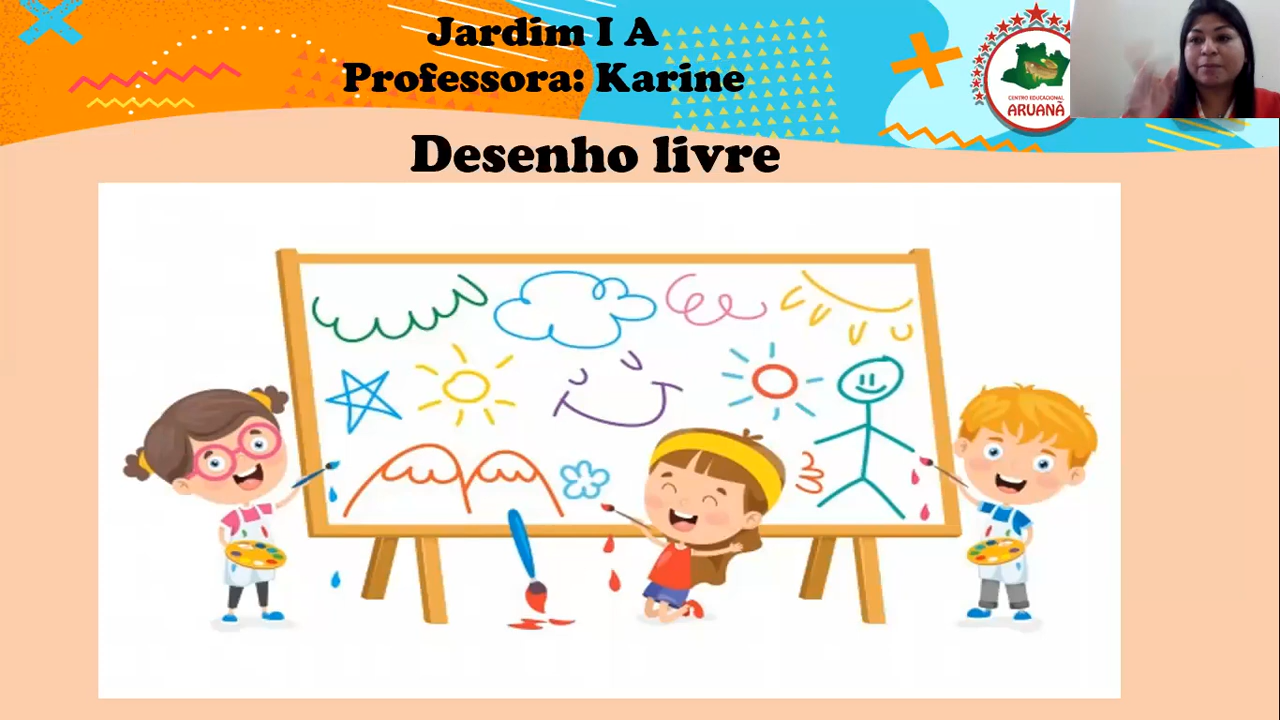 Jardim I A
Professora: Karine
CENTRO EDUCACIONAL
ARUANÃ
Desenho livre